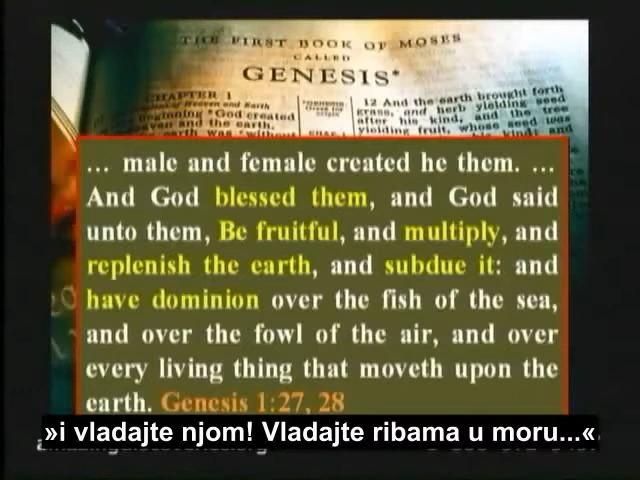 THE FIRST BOOK OF MOSES
CALLED
GENESIS*
CHAPTER 1
12 And the earth brought forth
grass, and herb yielding seed
after his kind, and the tree
yielding fruit, whose seed was
... male and female created he them. ...
And God blessed them, and God said
unto them, Be fruitful, and multiply, and
replenish the earth, and subdue it: and
have dominion over the fish of the sea,
and over the fowl of the air, and over
every living thing that moveth upon the
earth. Genesis 1:27, 28
»i vladajte njom! Vladajte ribama u moru...«